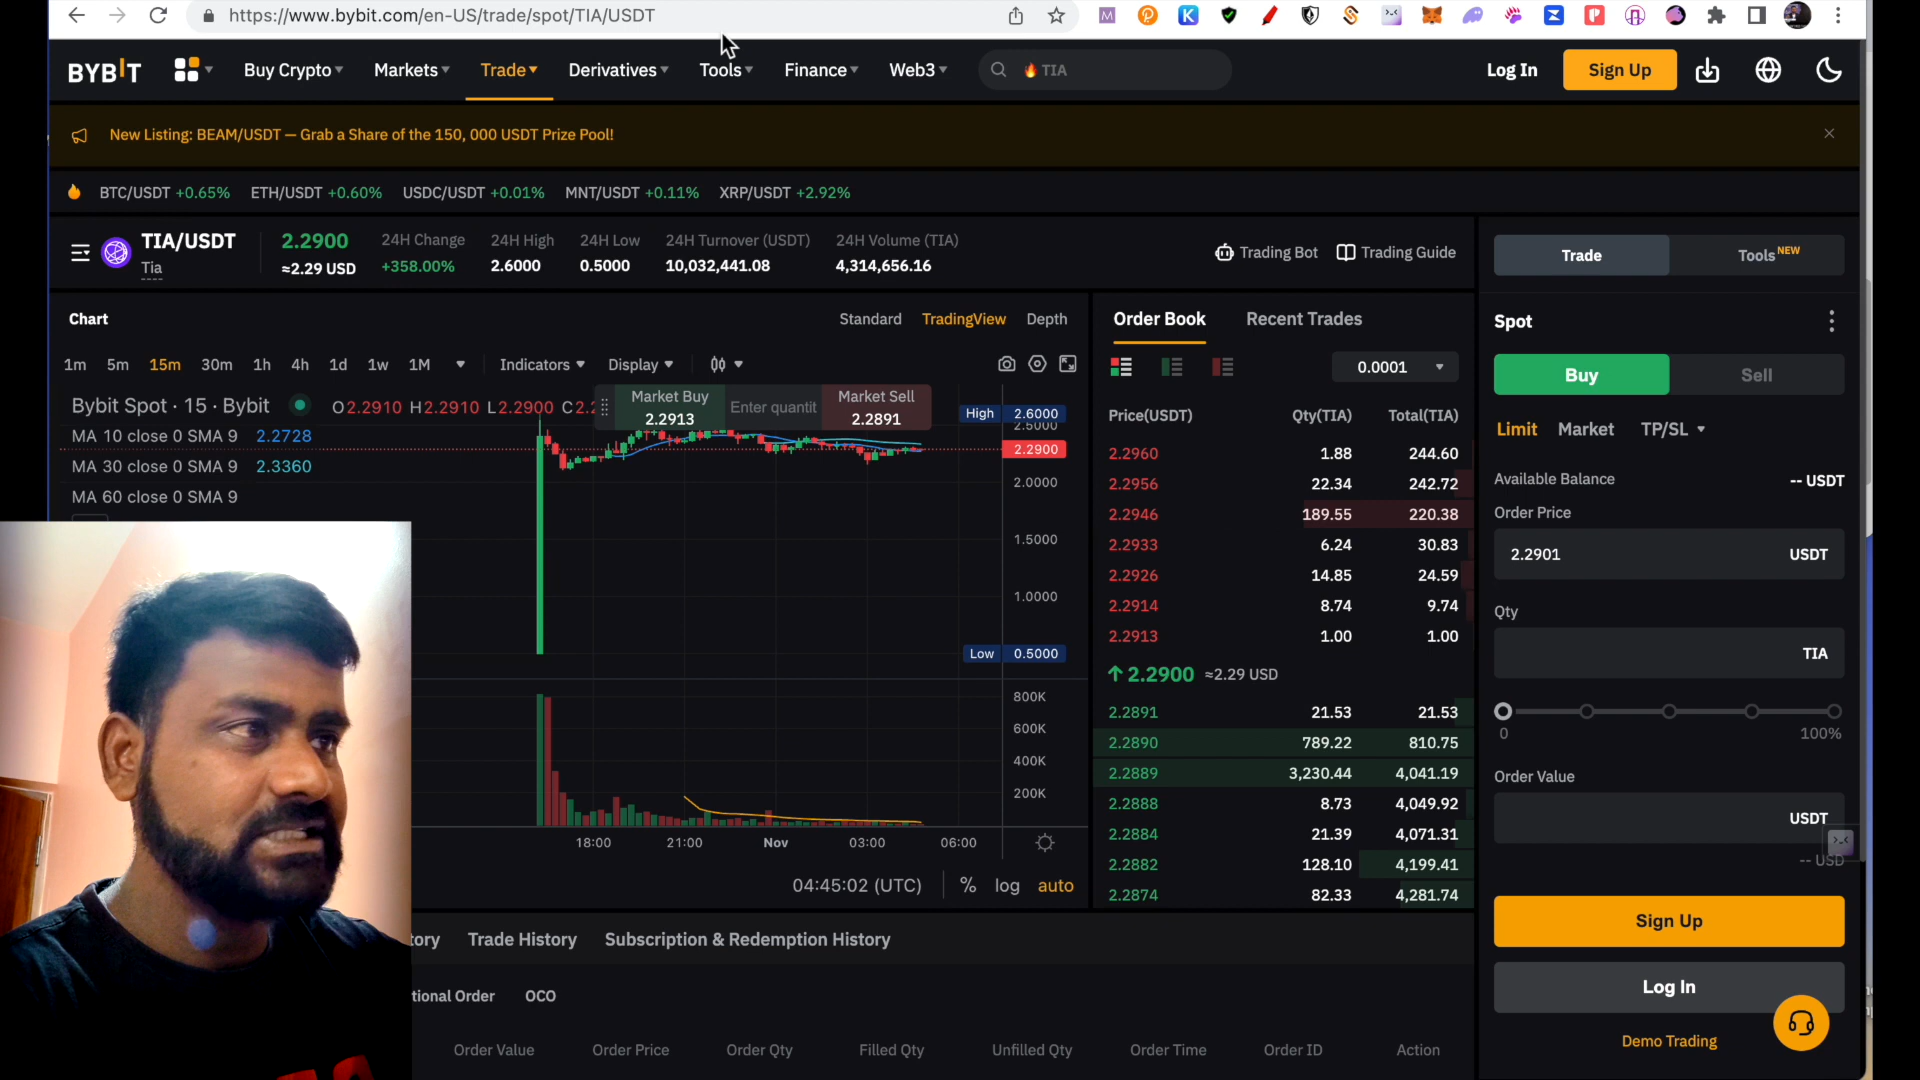 https://www.bybit.com/en-US/trade/spot/TIA/USDT
BYBIT
Buy Crypto
Markets
Trade
Derivatives
Tools
Finance
Web3
TIA
Log In
Sign Up
New Listing: BEAM/USDT — Grab a Share of the 150, 000 USDT Prize Pool!
BTC/USDT +0.65% ETH/USDT +0.60% USDC/USDT +0.01% MNT/USDT +0.11% XRP/USDT +2.92%
TIA/USDT
Tia
2.2900
≈2.29 USD
24H Change
+358.00%
24H High
2.6000
24H Low
0.5000
24H Turnover (USDT)
10,032,441.08
24H Volume (TIA)
4,314,656.16
Trading Bot
Trading Guide
Chart
Standard TradingView Depth
1m 5m 15m 30m 1h 4h 1d 1w 1M Indicators Display
Bybit Spot · 15 · Bybit O2.2910 H2.2910 L2.2900 C2.2
MA 10 close 0 SMA 9 2.2728
MA 30 close 0 SMA 9 2.3360
MA 60 close 0 SMA 9
Market Buy
2.2913
Enter quantit
Market Sell
2.2891
High 2.6000
2.5000
2.2900
2.0000
1.5000
1.0000
Low 0.5000
800K
600K
400K
200K
18:00 21:00 Nov 03:00 06:00
04:45:02 (UTC) % log auto
Order Book Recent Trades
0.0001
Price(USDT) Qty(TIA) Total(TIA)
2.2960 1.88 244.60
2.2956 22.34 242.72
2.2946 189.55 220.38
2.2933 6.24 30.83
2.2926 14.85 24.59
2.2914 8.74 9.74
2.2913 1.00 1.00
↑2.2900 ≈2.29 USD
2.2891 21.53 21.53
2.2890 789.22 810.75
2.2889 3,230.44 4,041.19
2.2888 8.73 4,049.92
2.2884 21.39 4,071.31
2.2882 128.10 4,199.41
2.2874 82.33 4,281.74
Trade
Tools NEW
Spot
Buy
Sell
Limit Market TP/SL
Available Balance -- USDT
Order Price
2.2901 USDT
Qty
TIA
0 100%
Order Value
USDT
-- USD
Sign Up
Log In
Demo Trading
tory Trade History Subscription & Redemption History
tional Order OCO
Order Value Order Price Order Qty Filled Qty Unfilled Qty Order Time Order ID Action